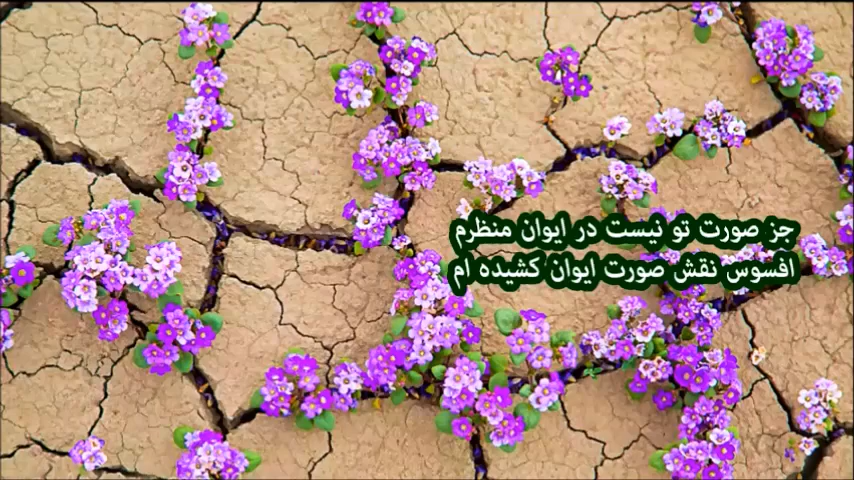 جز صورت تو نیست در ایوان منظرم
افسوس نقش صورت ایوان کشیده ام